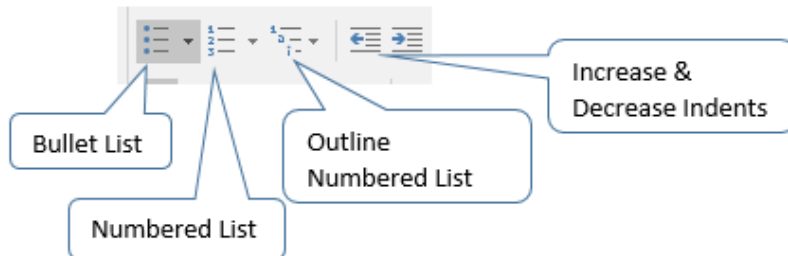 Increase &
Decrease Indents
Bullet List
Outline
Numbered List
Numbered List